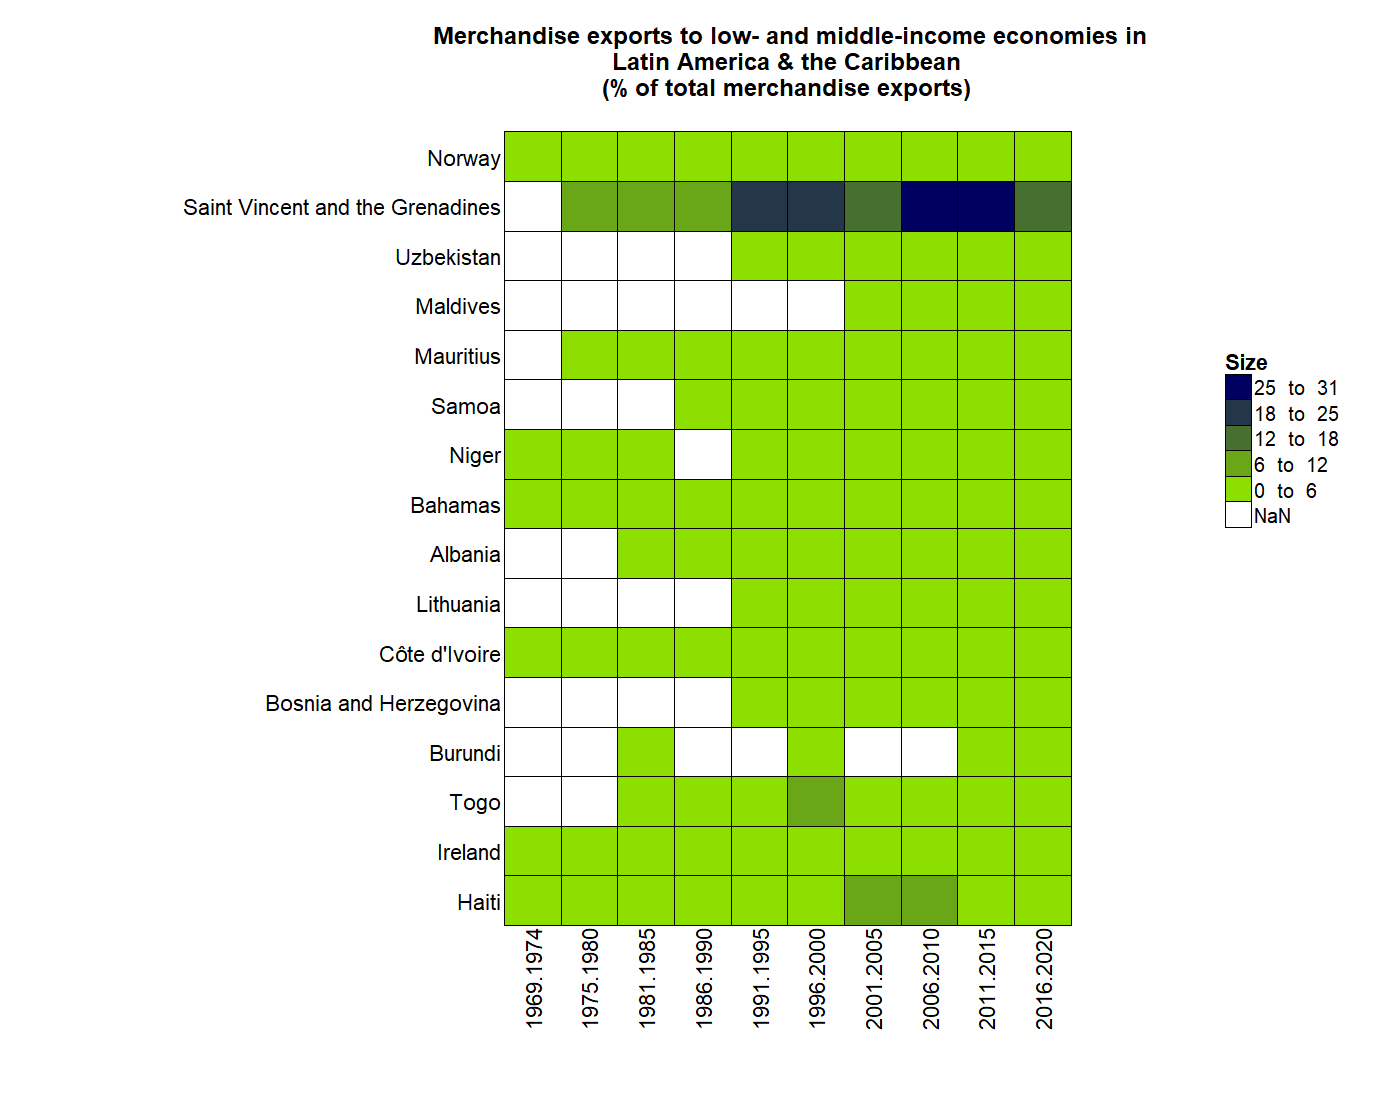 Merchandise exports to low- and middle-income economies in
Latin America & the Caribbean
(% of total merchandise exports)
Norway
Saint Vincent and the Grenadines
Uzbekistan
Maldives
Mauritius
Samoa
Niger
Bahamas
Albania
Lithuania
Côte d'Ivoire
Bosnia and Herzegovina
Burundi
Togo
Ireland
Haiti
1969.1974
1975.1980
1981.1985
1986.1990
1991.1995
1996.2000
2001.2005
2006.2010
2011.2015
2016.2020
Size
25 to 31
18 to 25
12 to 18
6 to 12
0 to 6
NaN